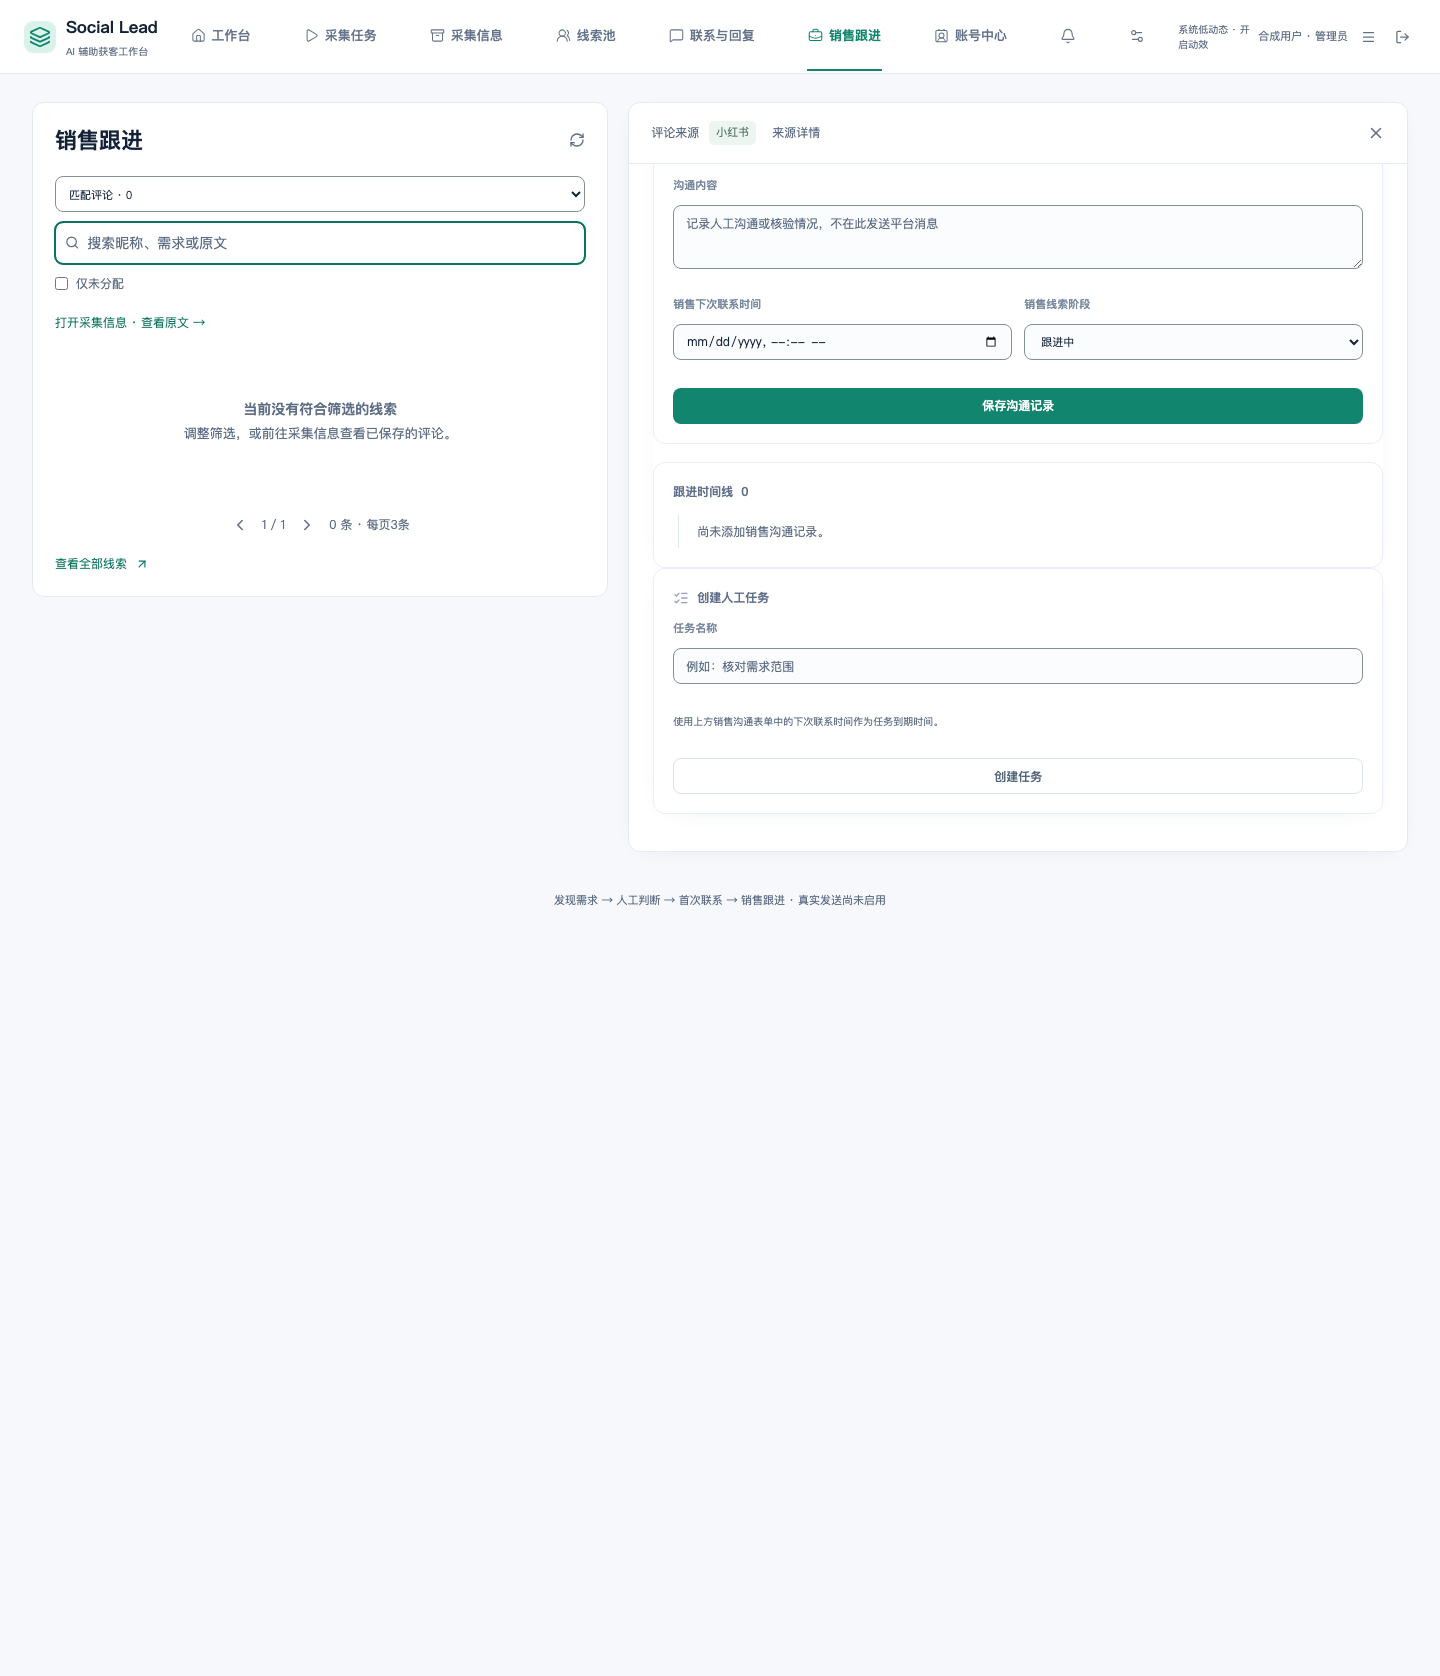 Social Lead
AI 辅助获客工作台
工作台
采集任务
采集信息
线索池
联系与回复
销售跟进
账号中心
系统低动态 · 开
启动效
合成用户 · 管理员
销售跟进
匹配评论 · 0
搜索昵称、需求或原文
仅未分配
打开采集信息 · 查看原文 →
当前没有符合筛选的线索
调整筛选，或前往采集信息查看已保存的评论。
1 / 1
0 条 · 每页3条
查看全部线索
评论来源
小红书
来源详情
沟通内容
记录人工沟通或核验情况，不在此发送平台消息
销售下次联系时间
销售线索阶段
mm/dd/yyyy, --:-- --
跟进中
保存沟通记录
跟进时间线 0
尚未添加销售沟通记录。
创建人工任务
任务名称
例如：核对需求范围
使用上方销售沟通表单中的下次联系时间作为任务到期时间。
创建任务
发现需求 → 人工判断 → 首次联系 → 销售跟进 · 真实发送尚未启用